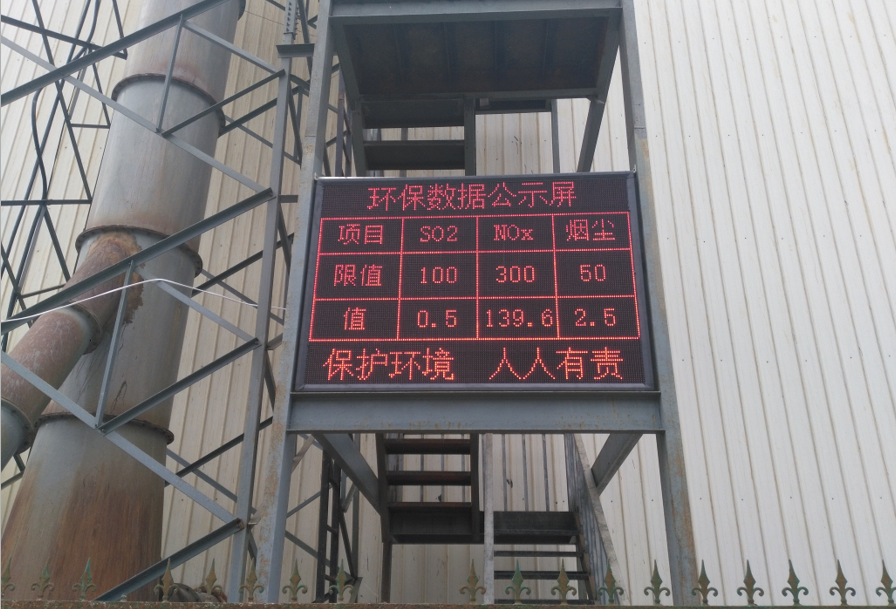 环保数据公示屏
项目 SO2 NOx 烟尘
限值 100 300 50
值 0.5 139.6 2.5
保护环境 人人有责